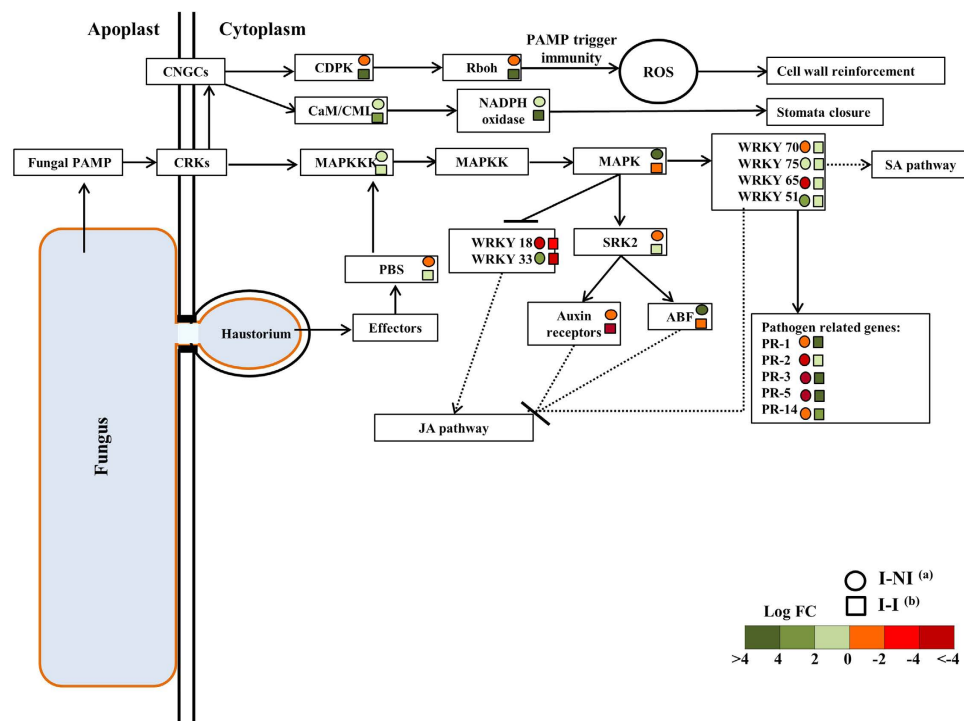 Apoplast
Cytoplasm
CNGCs
CDPK
Rboh
PAMP trigger
immunity
ROS
Cell wall reinforcement
CaM/CML
NADPH
oxidase
Stomata closure
Fungal PAMP
CRKs
MAPKKK
MAPKK
MAPK
WRKY 70
WRKY 75
WRKY 65
WRKY 51
SA pathway
WRKY 18
WRKY 33
SRK2
PBS
Haustorium
Effectors
Auxin
receptors
ABF
Pathogen related genes:
PR-1
PR-2
PR-3
PR-5
PR-14
JA pathway
Fungus
I-NI (a)
I-I (b)
Log FC
>4 4 2 0 -2 -4 <-4